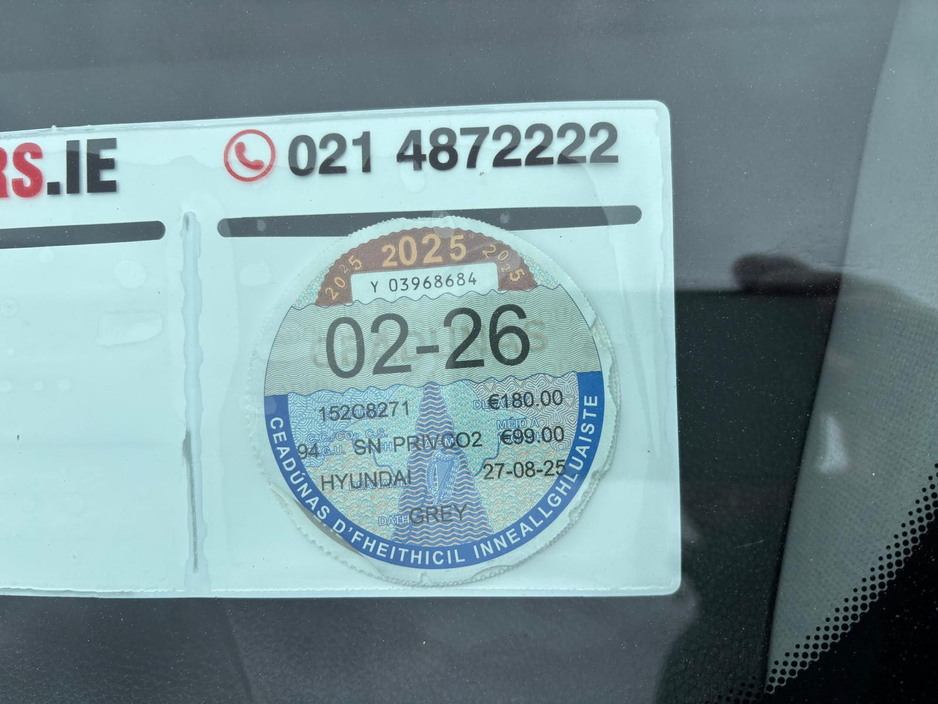 RS.IE
021 4872222
2025 2025 2025
Y 03968684
02-26
152C8271 €180.00
94 SN PRIVCO2 €99.00
HYUNDAI 27-08-25
DATE GREY
CEADÚNAS D'FHEITHICIL INNEALLGHLUAISTE